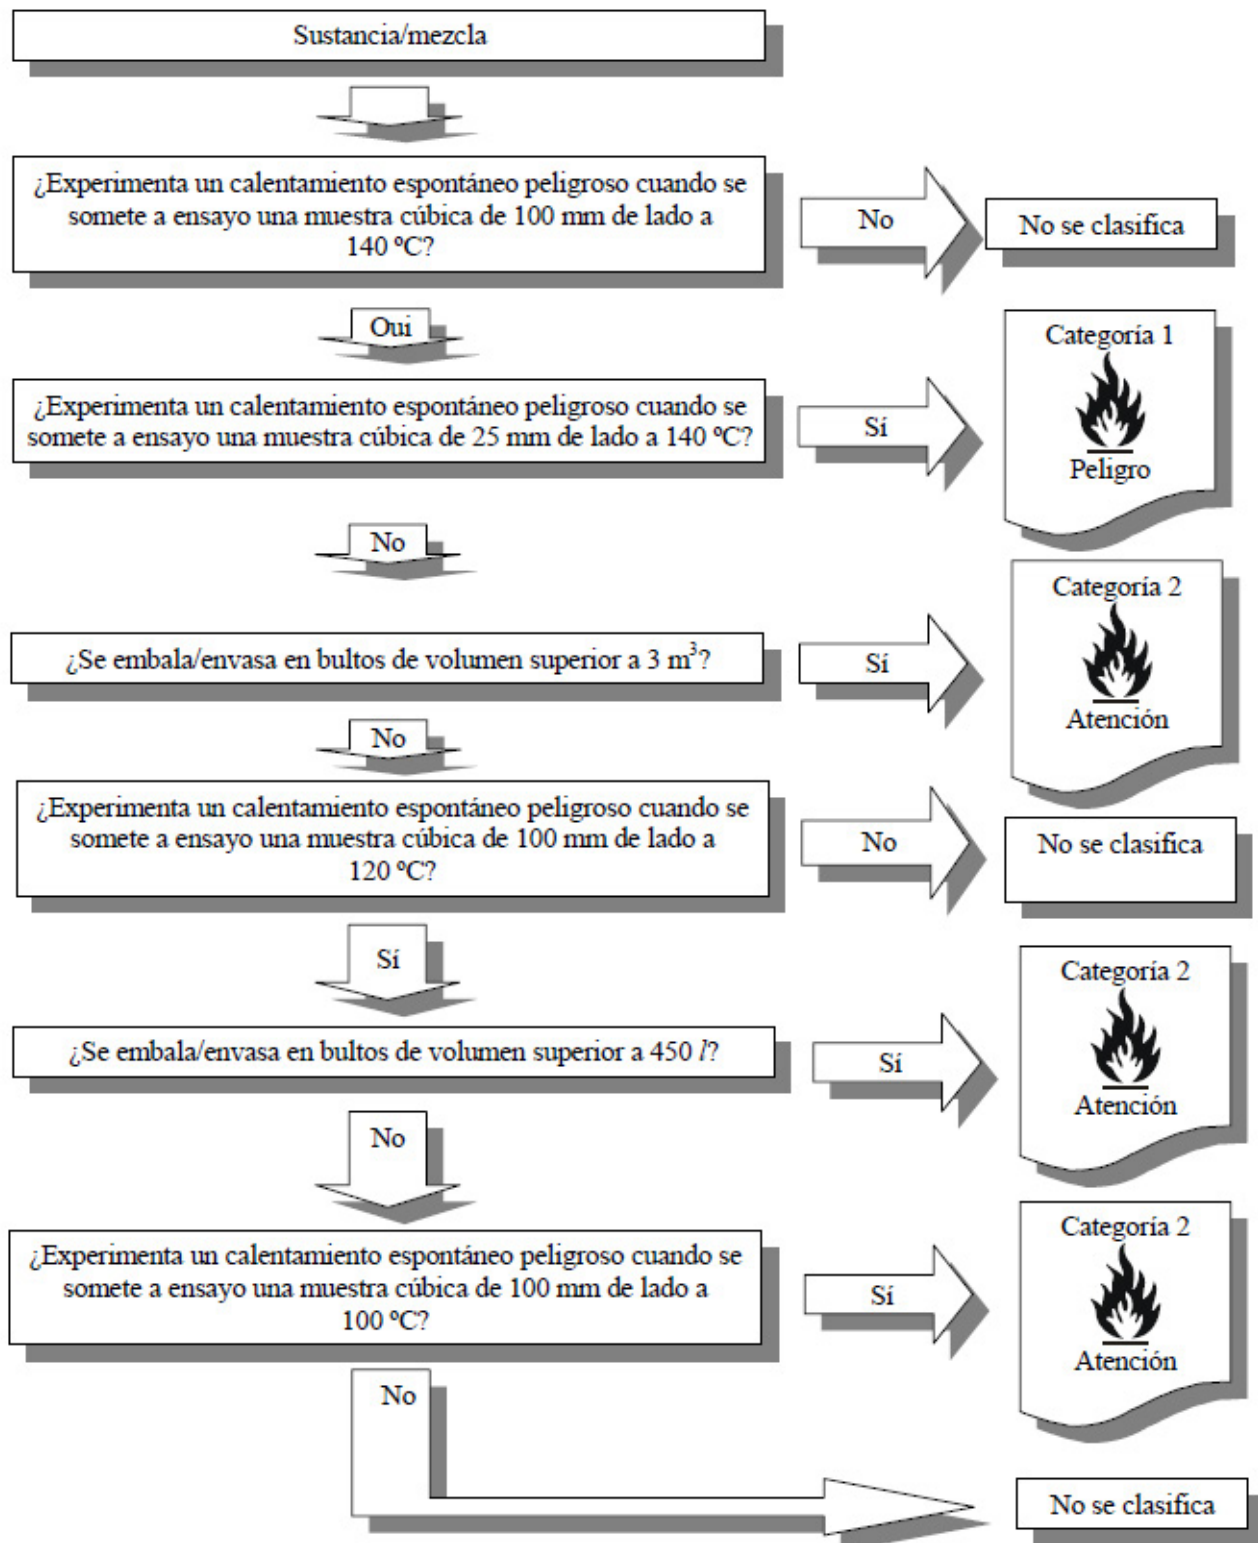 Sustancia/mezcla
¿Experimenta un calentamiento espontáneo peligroso cuando se
somete a ensayo una muestra cúbica de 100 mm de lado a
140 ºC?
No
No se clasifica
Oui
¿Experimenta un calentamiento espontáneo peligroso cuando se
somete a ensayo una muestra cúbica de 25 mm de lado a 140 ºC?
Sí
Categoría 1
Peligro
No
¿Se embala/envasa en bultos de volumen superior a 3 m³?
Sí
Categoría 2
Atención
No
¿Experimenta un calentamiento espontáneo peligroso cuando se
somete a ensayo una muestra cúbica de 100 mm de lado a
120 ºC?
No
No se clasifica
Sí
¿Se embala/envasa en bultos de volumen superior a 450 l?
Sí
Categoría 2
Atención
No
¿Experimenta un calentamiento espontáneo peligroso cuando se
somete a ensayo una muestra cúbica de 100 mm de lado a
100 ºC?
Sí
Categoría 2
Atención
No
No se clasifica